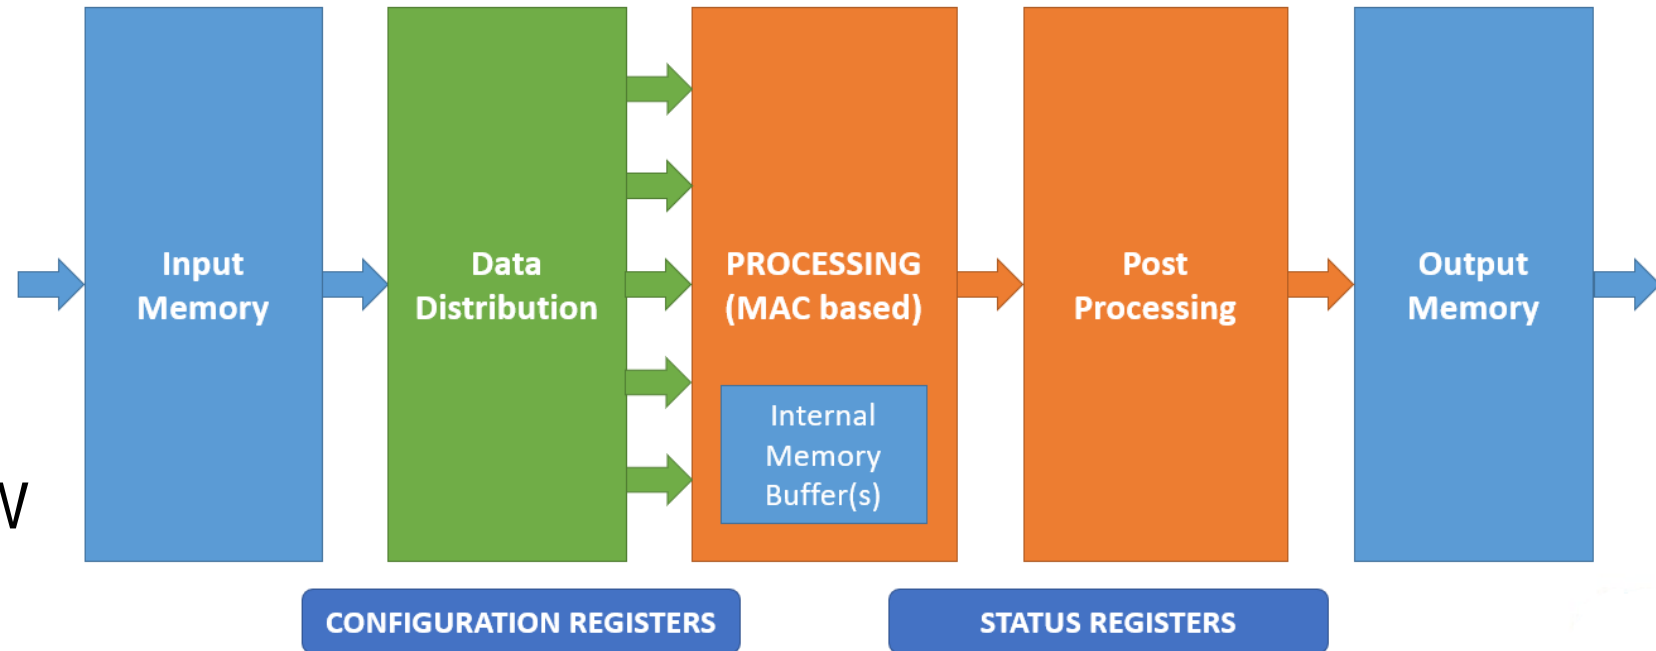 Input
Memory
Data
Distribution
PROCESSING
(MAC based)
Internal
Memory
Buffer(s)
Post
Processing
Output
Memory
CONFIGURATION REGISTERS
STATUS REGISTERS